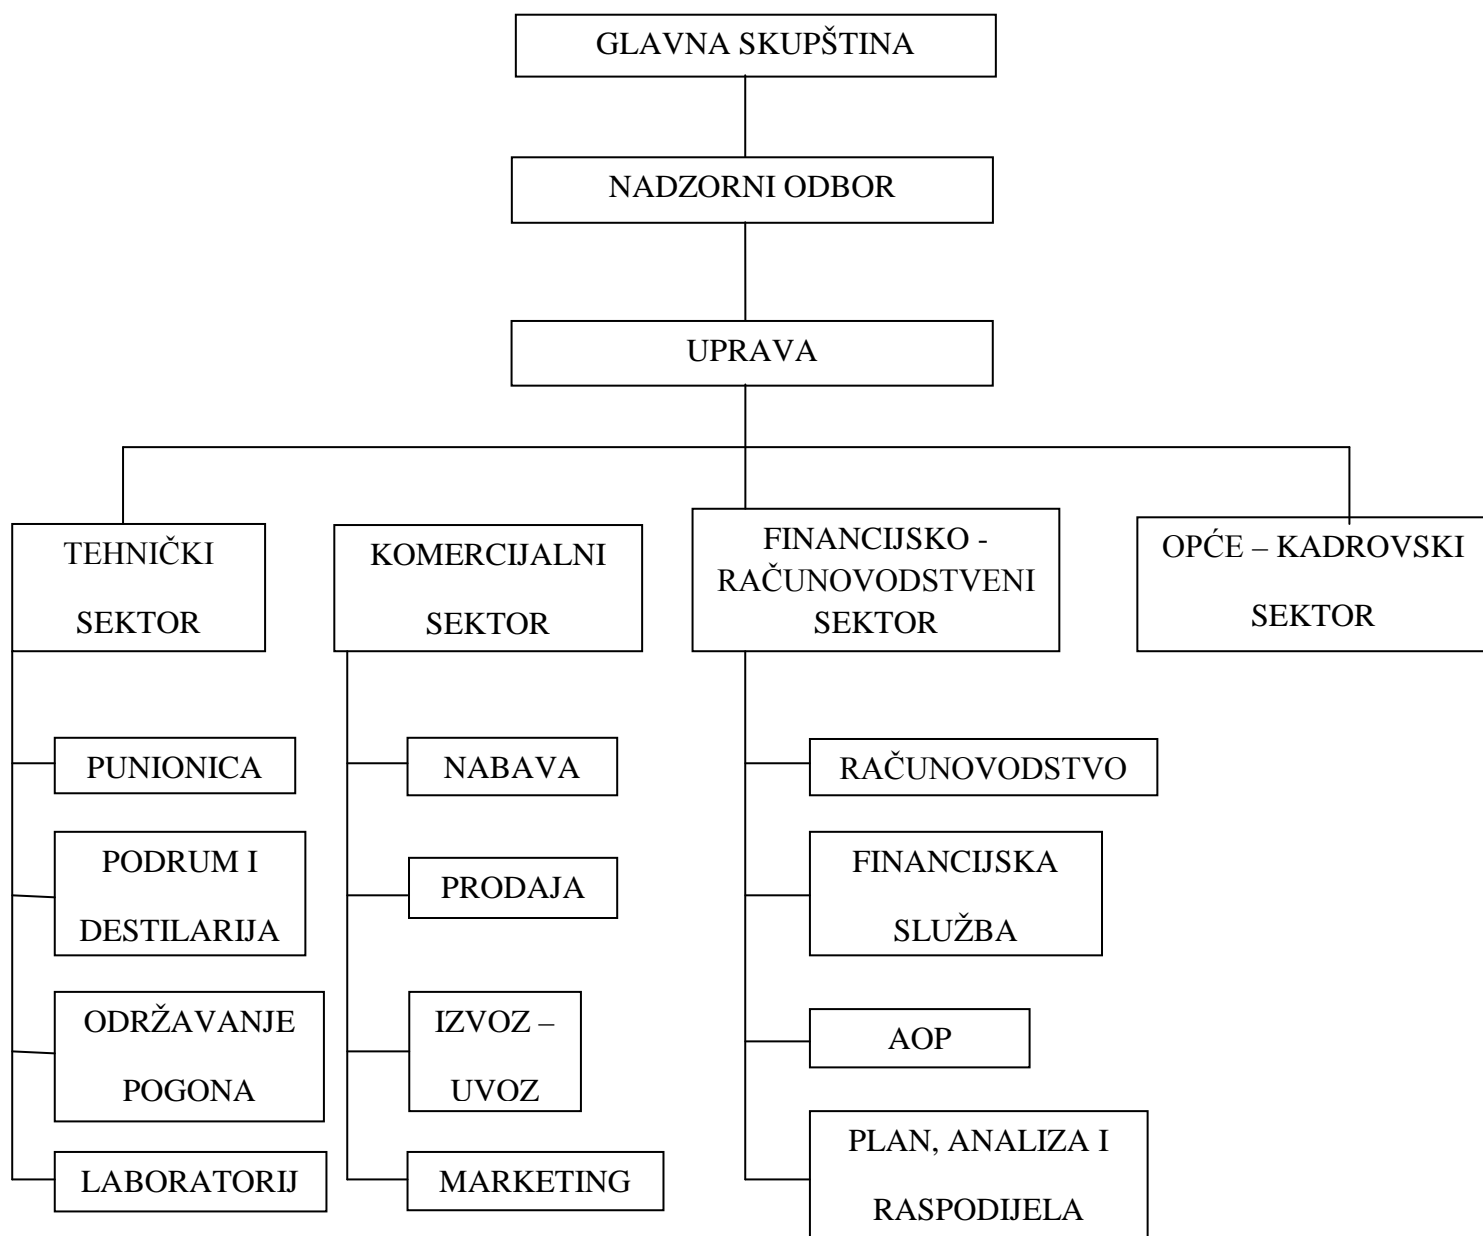 GLAVNA SKUPŠTINA
NADZORNI ODBOR
UPRAVA
TEHNIČKI
SEKTOR
KOMERCIJALNI
SEKTOR
FINANCIJSKO -
RAČUNOVODSTVENI
SEKTOR
OPĆE – KADROVSKI
SEKTOR
PUNIONICA
PODRUM I
DESTILARIJA
ODRŽAVANJE
POGONA
LABORATORIJ
NABAVA
PRODAJA
IZVOZ –
UVOZ
MARKETING
RAČUNOVODSTVO
FINANCIJSKA
SLUŽBA
AOP
PLAN, ANALIZA I
RASPODIJELA